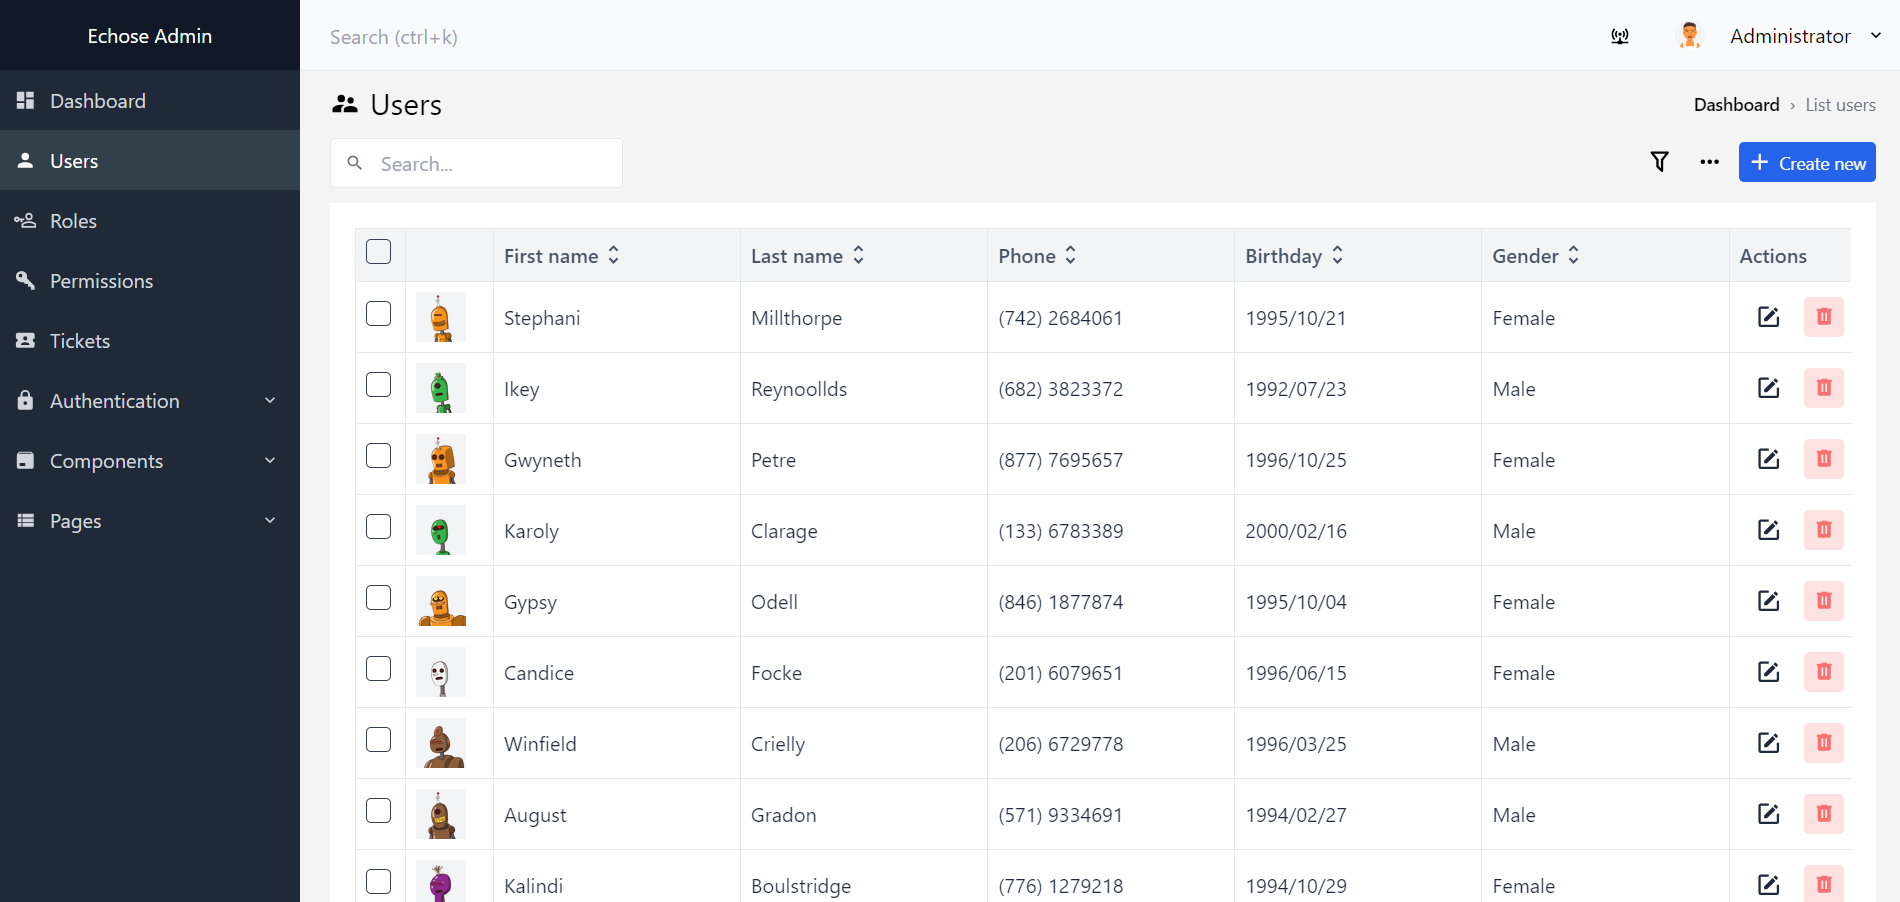 Echose Admin
Search (ctrl+k)
Administrator
Dashboard
Users
Roles
Permissions
Tickets
Authentication
Components
Pages
Users
Dashboard › List users
Search...
Create new
First name Last name Phone Birthday Gender Actions
Stephani Millthorpe (742) 2684061 1995/10/21 Female
Ikey Reynoollds (682) 3823372 1992/07/23 Male
Gwyneth Petre (877) 7695657 1996/10/25 Female
Karoly Clarage (133) 6783389 2000/02/16 Male
Gypsy Odell (846) 1877874 1995/10/04 Female
Candice Focke (201) 6079651 1996/06/15 Female
Winfield Crielly (206) 6729778 1996/03/25 Male
August Gradon (571) 9334691 1994/02/27 Male
Kalindi Boulstridge (776) 1279218 1994/10/29 Female